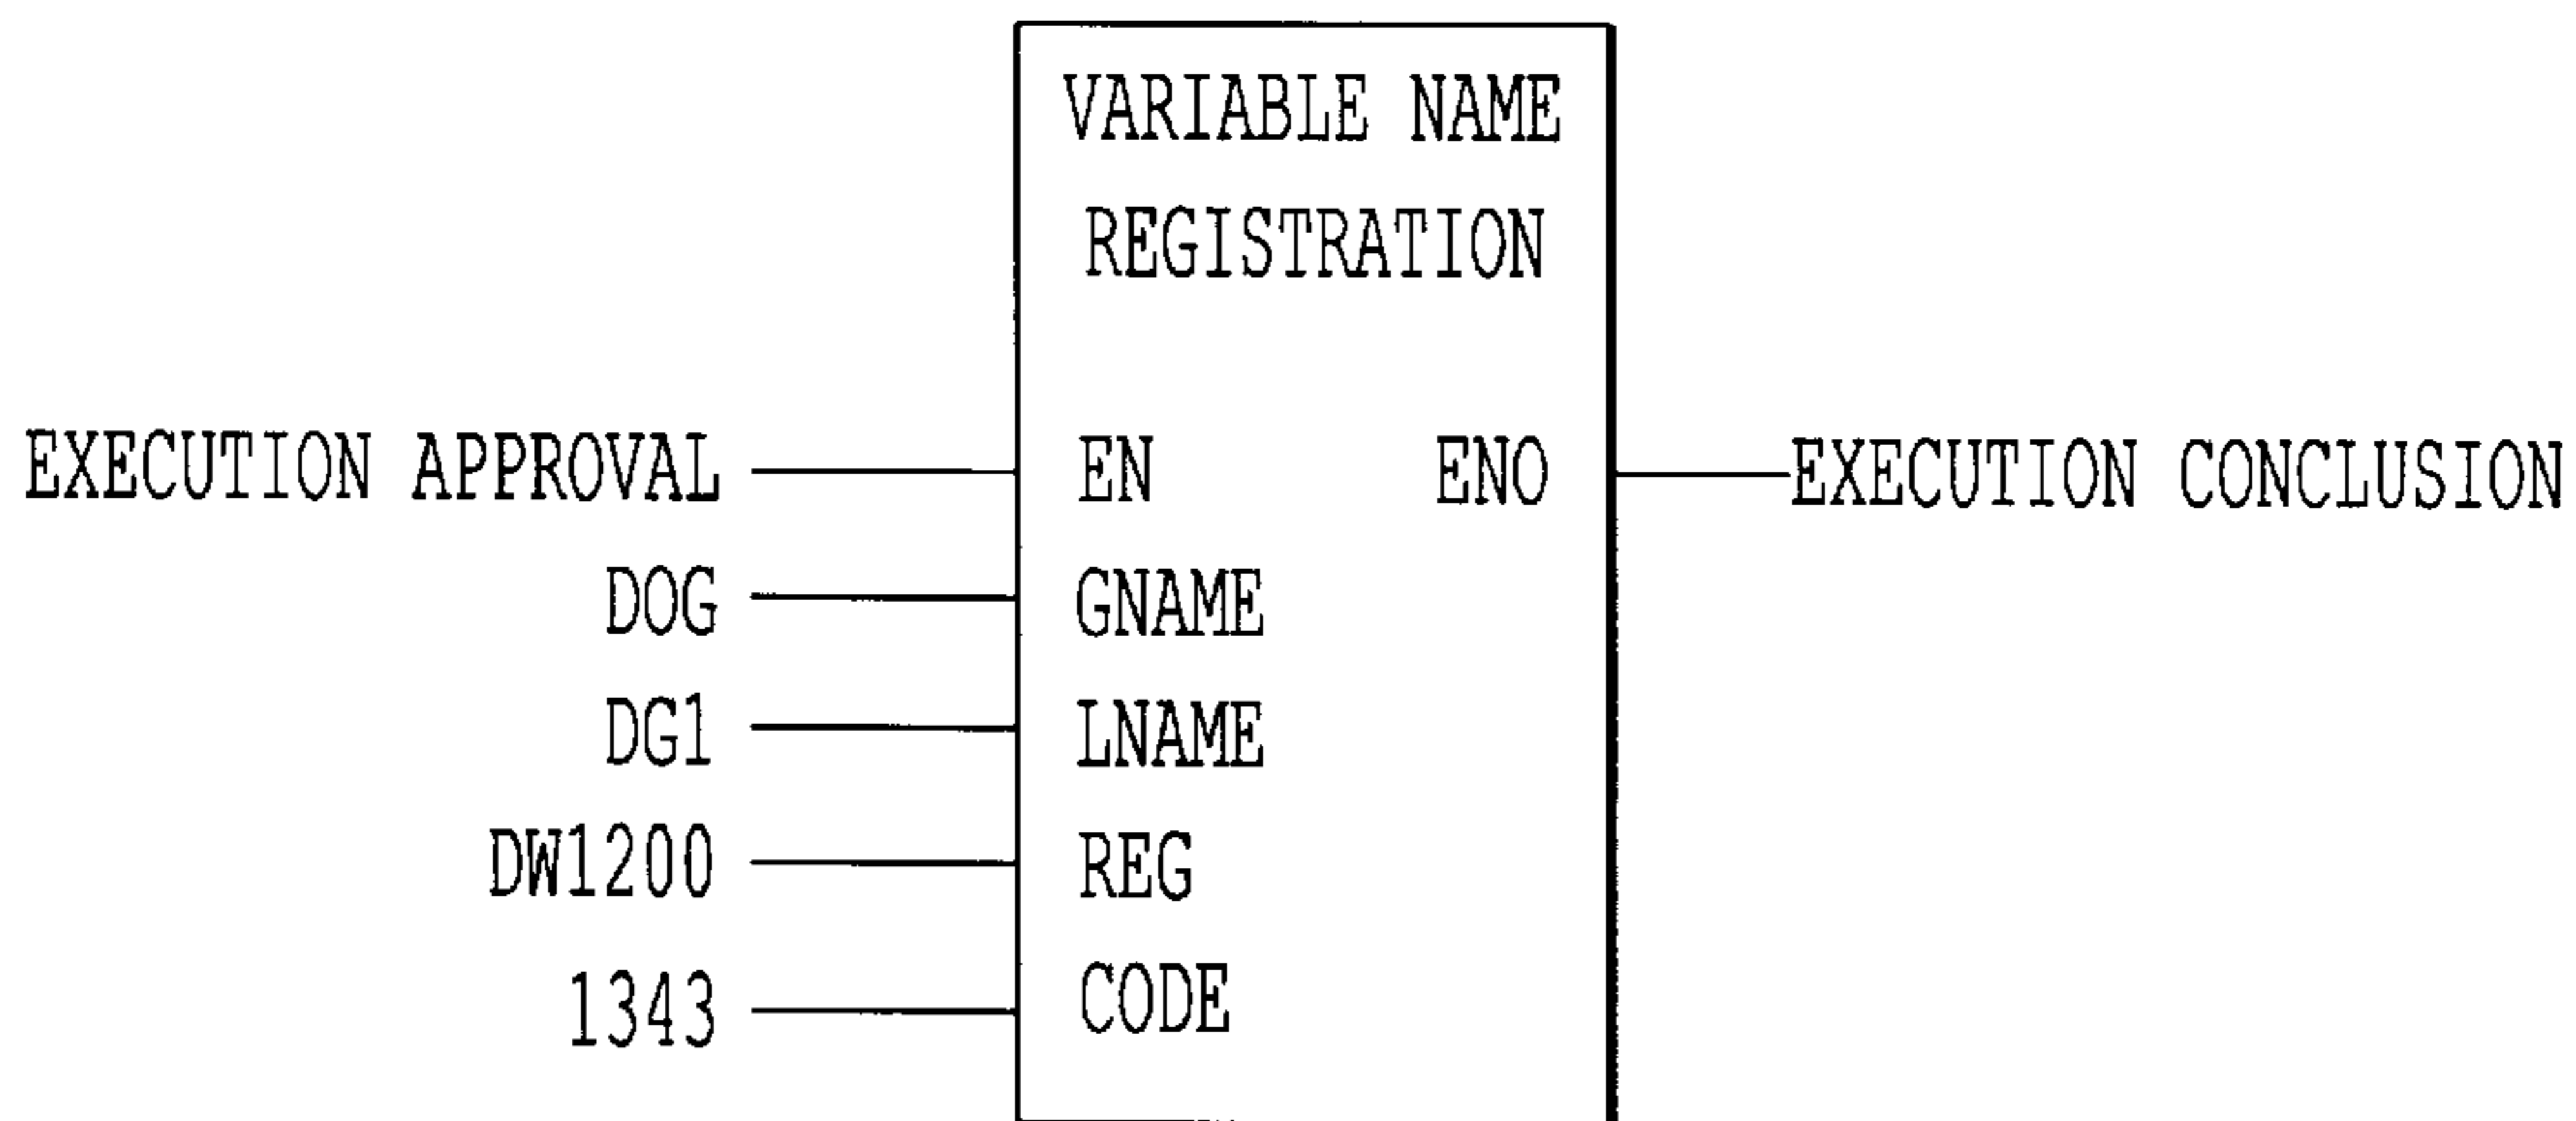 VARIABLE NAME
REGISTRATION
EXECUTION APPROVAL EN ENO EXECUTION CONCLUSION
DOG GNAME
DG1 LNAME
DW1200 REG
1343 CODE